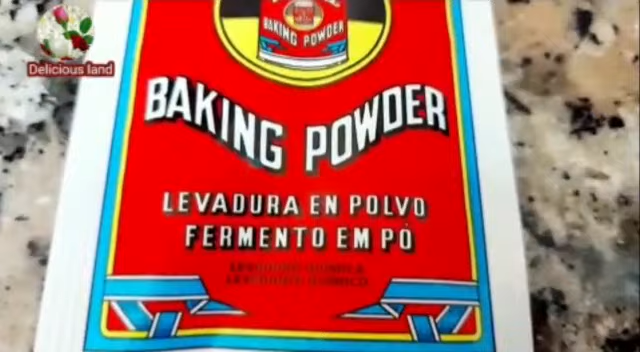 Delicious land
BAKING POWDER
BAKING POWDER
LEVADURA EN POLVO
FERMENTO EM PÓ